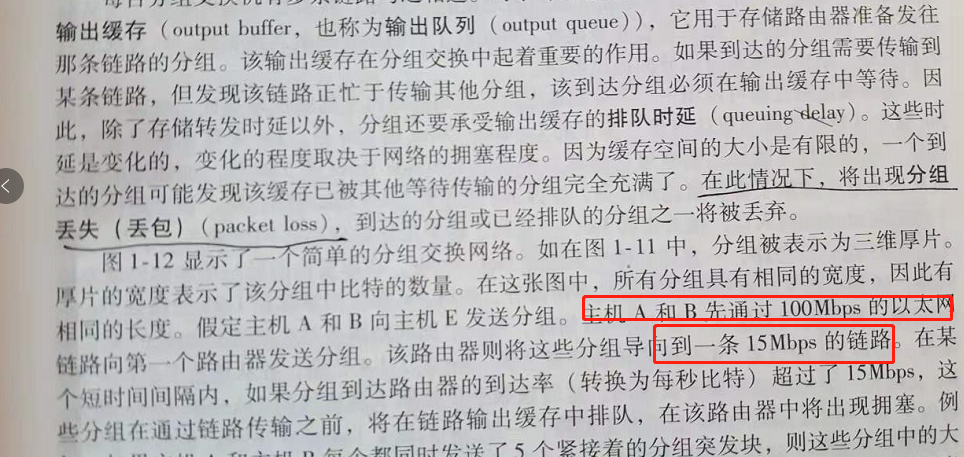 输出缓存（output buffer，也称为输出队列（output queue）），它用于存储路由器准备发往
那条链路的分组。该输出缓存在分组交换中起着重要的作用。如果到达的分组需要传输到
某条链路，但发现该链路正忙于传输其他分组，该到达分组必须在输出缓存中等待。因
此，除了存储转发时延以外，分组还要承受输出缓存的排队时延（queuing delay）。这些时
延是变化的，变化的程度取决于网络的拥塞程度。因为缓存空间的大小是有限的，一个到
达的分组可能发现该缓存已被其他等待传输的分组完全充满了。在此情况下，将出现分组
丢失（丢包）（packet loss），到达的分组或已经排队的分组之一将被丢弃。
图 1-12 显示了一个简单的分组交换网络。如在图 1-11 中，分组被表示为三维厚片。
厚片的宽度表示了该分组中比特的数量。在这张图中，所有分组具有相同的宽度，因此有
相同的长度。假定主机 A 和 B 向主机 E 发送分组。主机 A 和 B 先通过 100Mbps 的以太网
链路向第一个路由器发送分组。该路由器则将这些分组导向到一条 15Mbps 的链路。在某
个短时间间隔内，如果分组到达路由器的到达率（转换为每秒比特）超过了 15Mbps，这
些分组在通过链路传输之前，将在链路输出缓存中排队，在该路由器中将出现拥塞。例
每个都同时发送了 5 个紧接着的分组突发块，则这些分组中的大